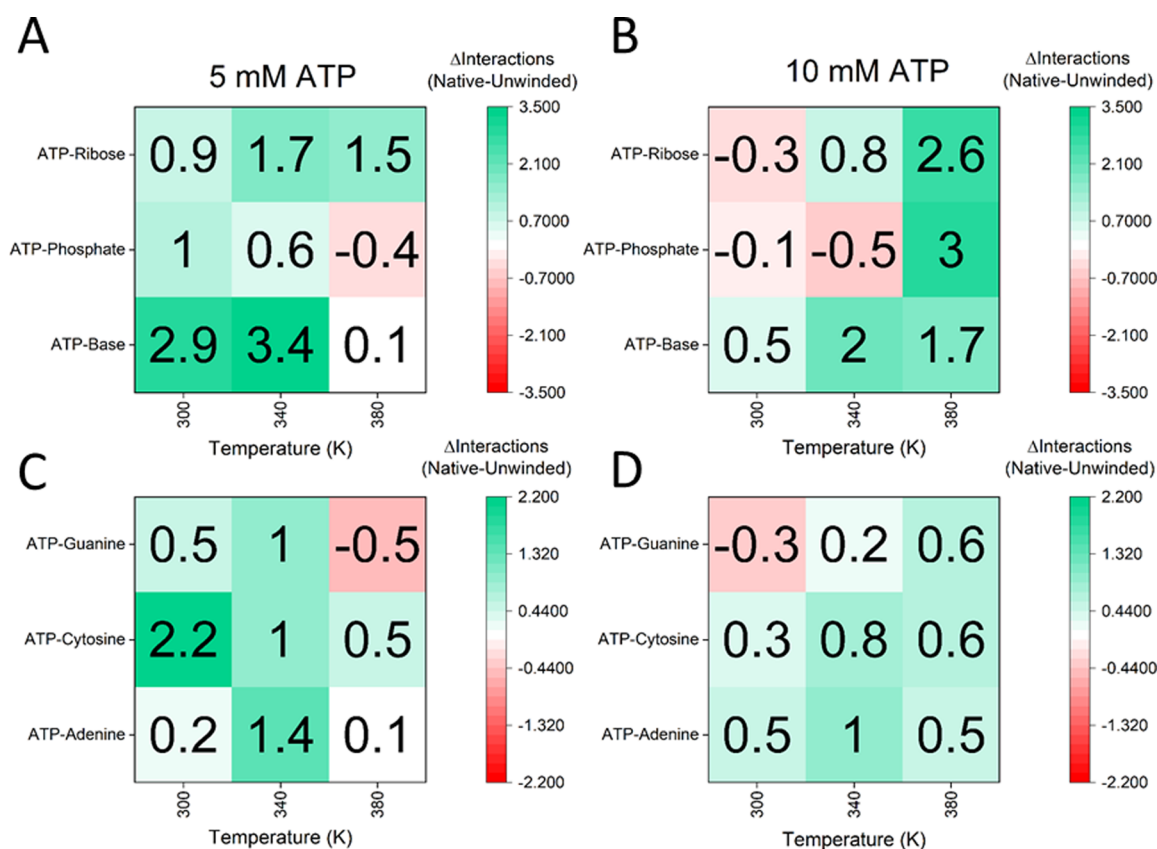 A
5 mM ATP
ΔInteractions
(Native-Unwinded)
ATP-Ribose
0.9 1.7 1.5
ATP-Phosphate
1 0.6 -0.4
ATP-Base
2.9 3.4 0.1
300 340 380
Temperature (K)
3.500
2.100
0.7000
-0.7000
-2.100
-3.500
B
10 mM ATP
ΔInteractions
(Native-Unwinded)
ATP-Ribose
-0.3 0.8 2.6
ATP-Phosphate
-0.1 -0.5 3
ATP-Base
0.5 2 1.7
300 340 380
Temperature (K)
3.500
2.100
0.7000
-0.7000
-2.100
-3.500
C
ΔInteractions
(Native-Unwinded)
ATP-Guanine
0.5 1 -0.5
ATP-Cytosine
2.2 1 0.5
ATP-Adenine
0.2 1.4 0.1
300 340 380
Temperature (K)
2.200
1.320
0.4400
-0.4400
-1.320
-2.200
D
ΔInteractions
(Native-Unwinded)
ATP-Guanine
-0.3 0.2 0.6
ATP-Cytosine
0.3 0.8 0.6
ATP-Adenine
0.5 1 0.5
300 340 380
Temperature (K)
2.200
1.320
0.4400
-0.4400
-1.320
-2.200